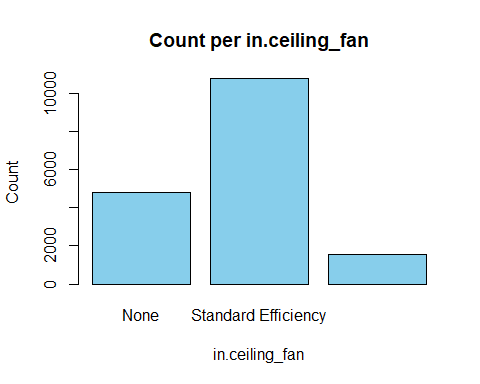 Count per in.ceiling_fan
Count
10000
6000
2000
0
None
Standard Efficiency
in.ceiling_fan